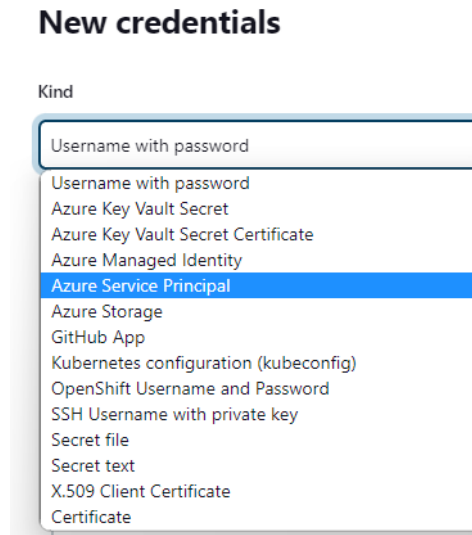 New credentials
Kind
Username with password
Username with password
Azure Key Vault Secret
Azure Key Vault Secret Certificate
Azure Managed Identity
Azure Service Principal
Azure Storage
GitHub App
Kubernetes configuration (kubeconfig)
OpenShift Username and Password
SSH Username with private key
Secret file
Secret text
X.509 Client Certificate
Certificate